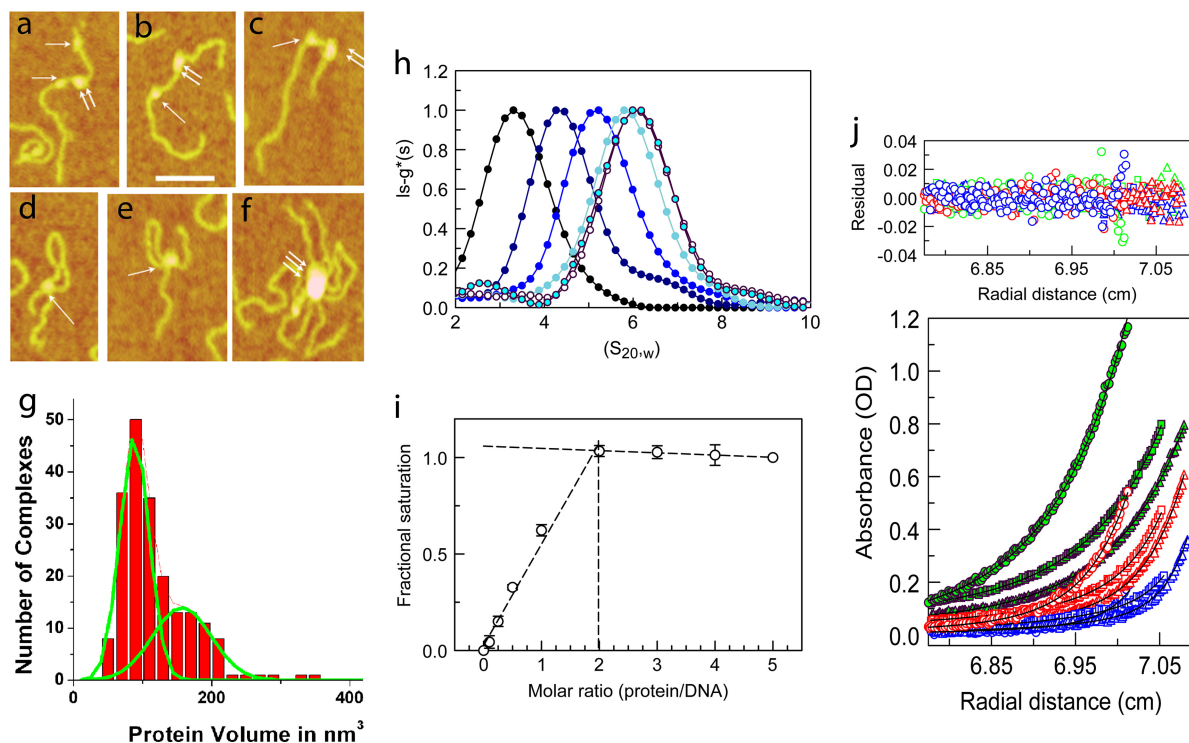 a
b
c
d
e
f
g
50
40
30
20
10
0
0
200
400
Number of Complexes
Protein Volume in nm³
h
1.2
1.0
0.8
0.6
0.4
0.2
0.0
2
4
6
8
10
ls-g*(s)
(S20,w)
i
1.0
0.5
0.0
0
1
2
3
4
5
Fractional saturation
Molar ratio (protein/DNA)
j
0.04
0.02
0.00
-0.02
-0.04
Residual
6.85
6.95
7.05
Radial distance (cm)
1.2
1.0
0.8
0.6
0.4
0.2
0.0
Absorbance (OD)
6.85
6.95
7.05
Radial distance (cm)